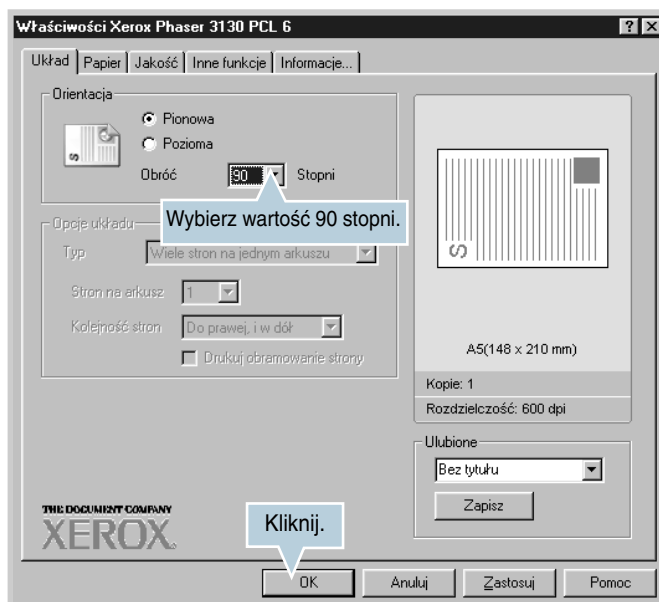 Właściwości Xerox Phaser 3130 PCL 6
Układ Papier Jakość Inne funkcje Informacje...
Orientacja
Pionowa
Pozioma
Obróć 90 Stopni
Wybierz wartość 90 stopni.
Opcje układu
Typ Wiele stron na jednym arkuszu
Stron na arkusz 1
Kolejność stron Do prawej, i w dół
Drukuj obramowanie strony
S
S
A5(148 x 210 mm)
Kopie: 1
Rozdzielczość: 600 dpi
Ulubione
Bez tytułu
Zapisz
THE DOCUMENT COMPANY
XEROX
Kliknij.
OK Anuluj Zastosuj Pomoc